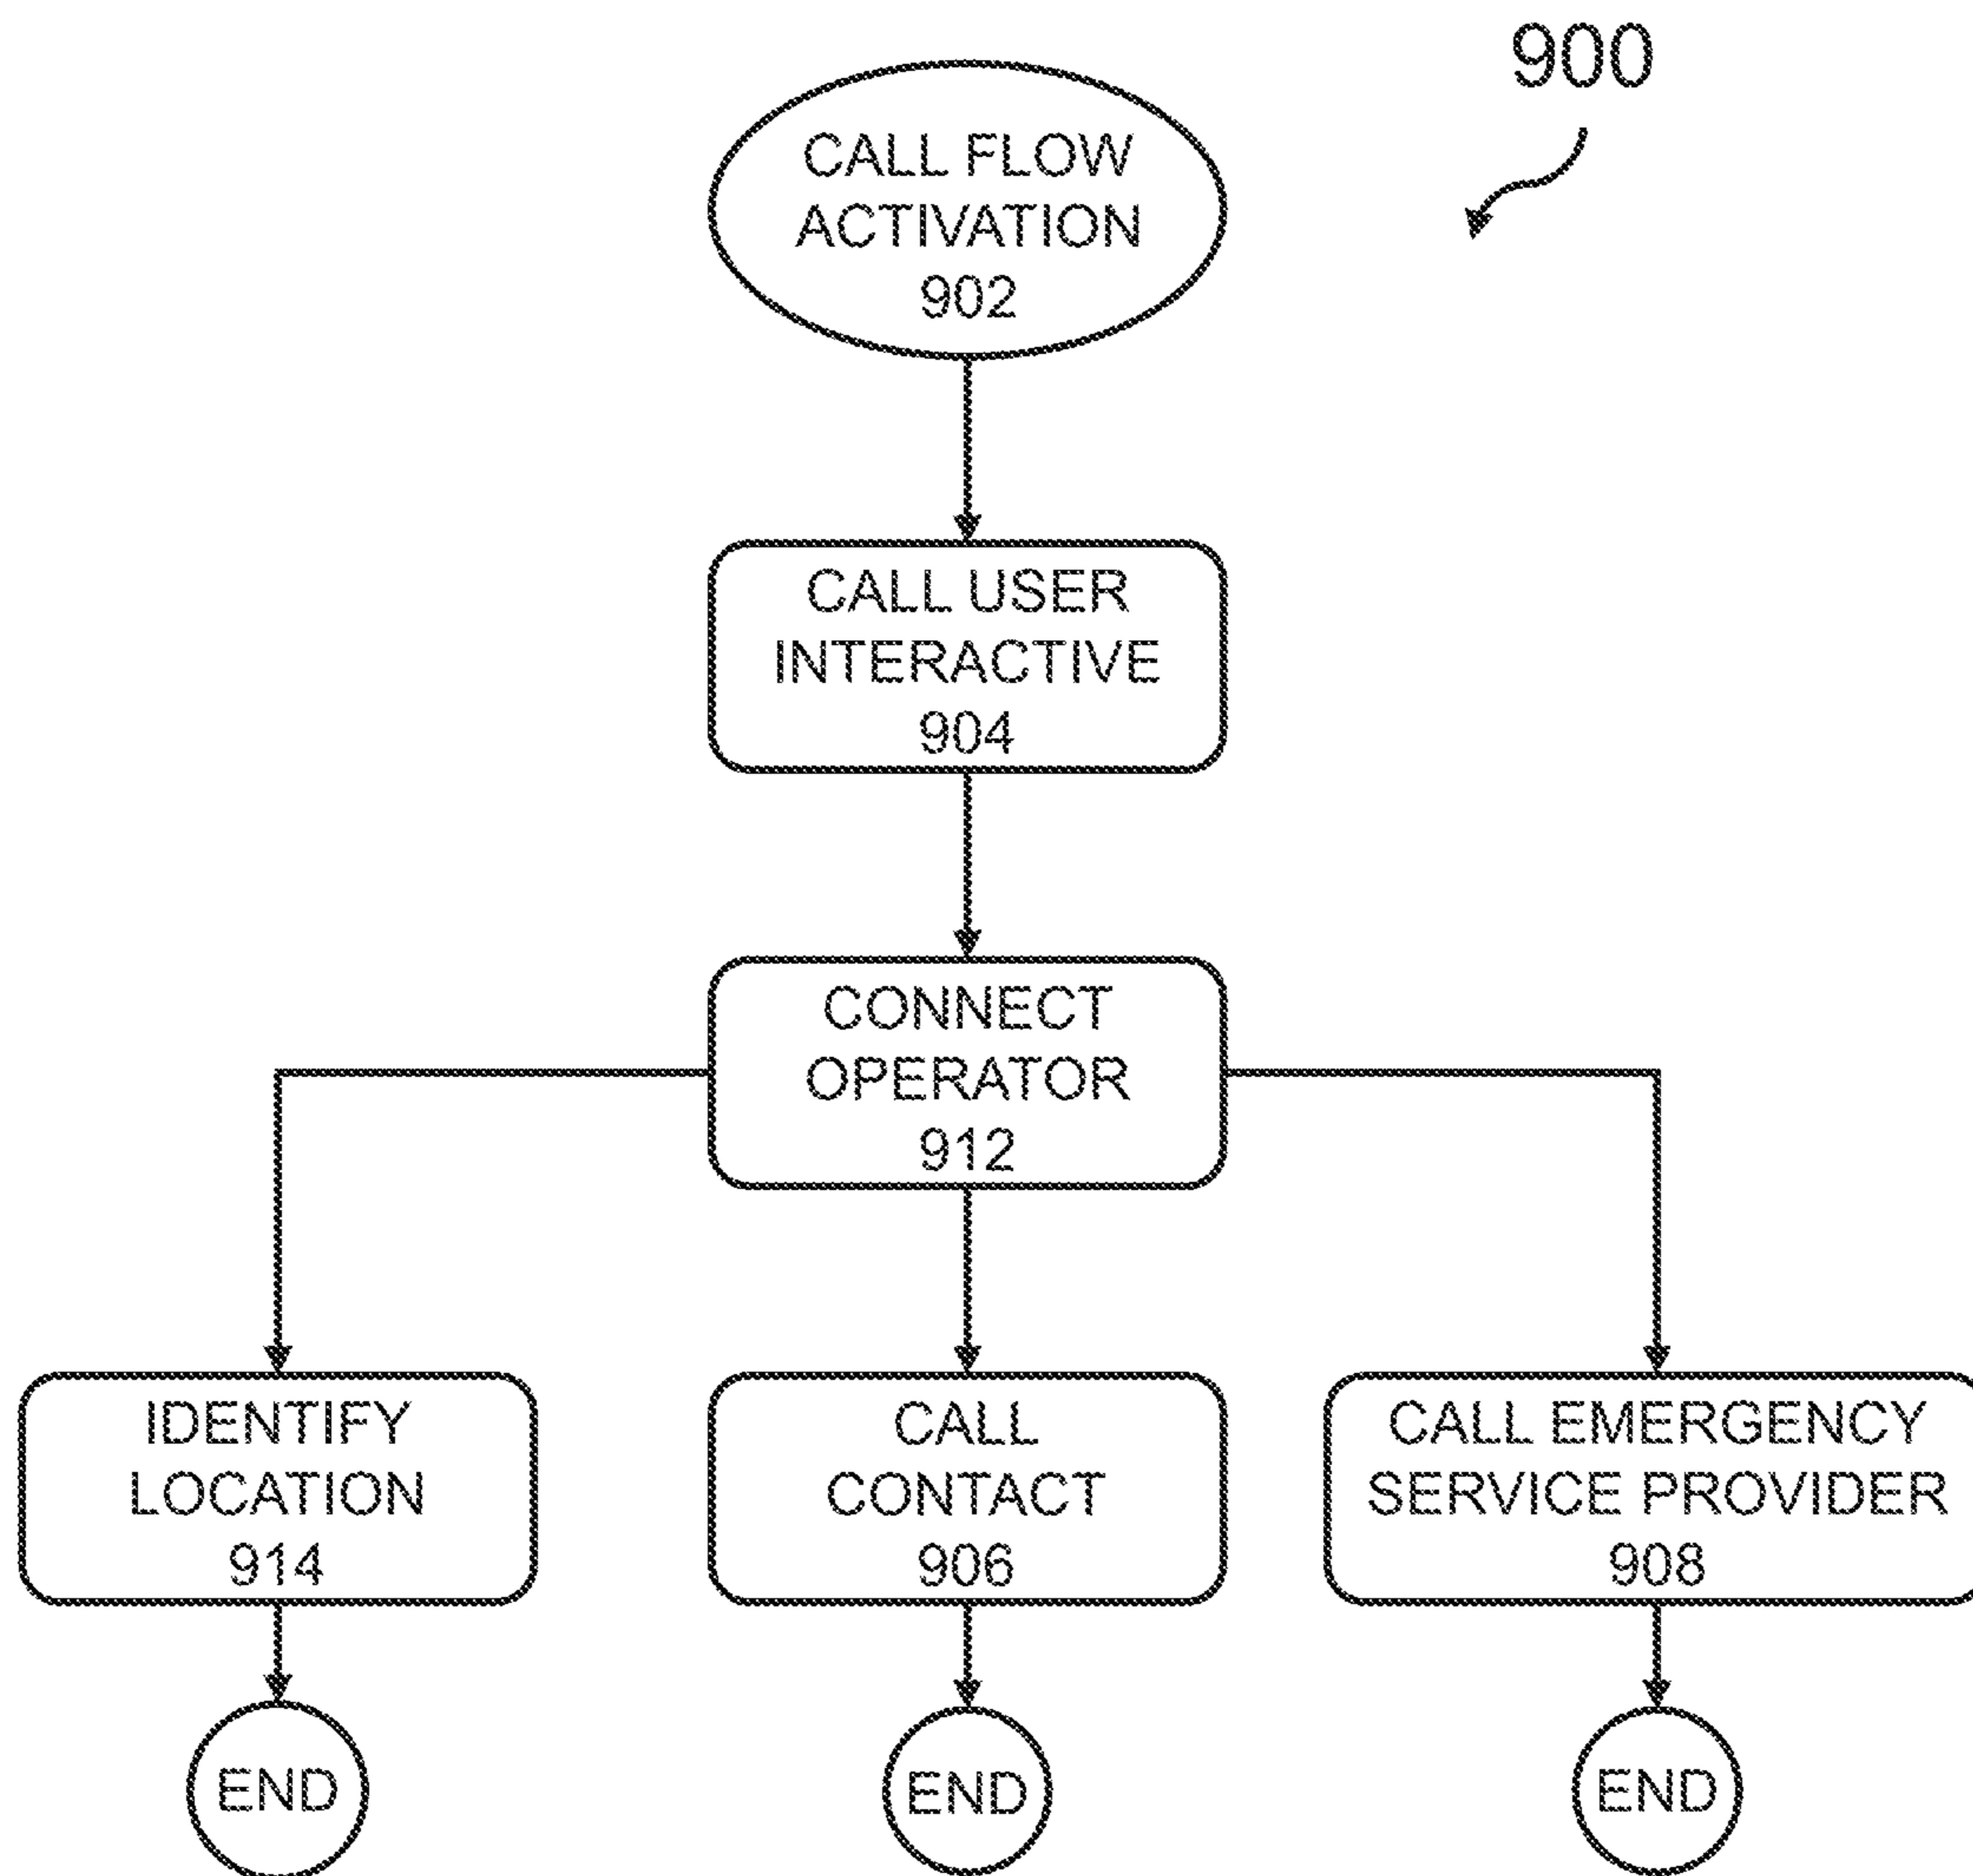 900
CALL FLOW
ACTIVATION
902
CALL USER
INTERACTIVE
904
CONNECT
OPERATOR
912
IDENTIFY
LOCATION
914
CALL
CONTACT
906
CALL EMERGENCY
SERVICE PROVIDER
908
END
END
END